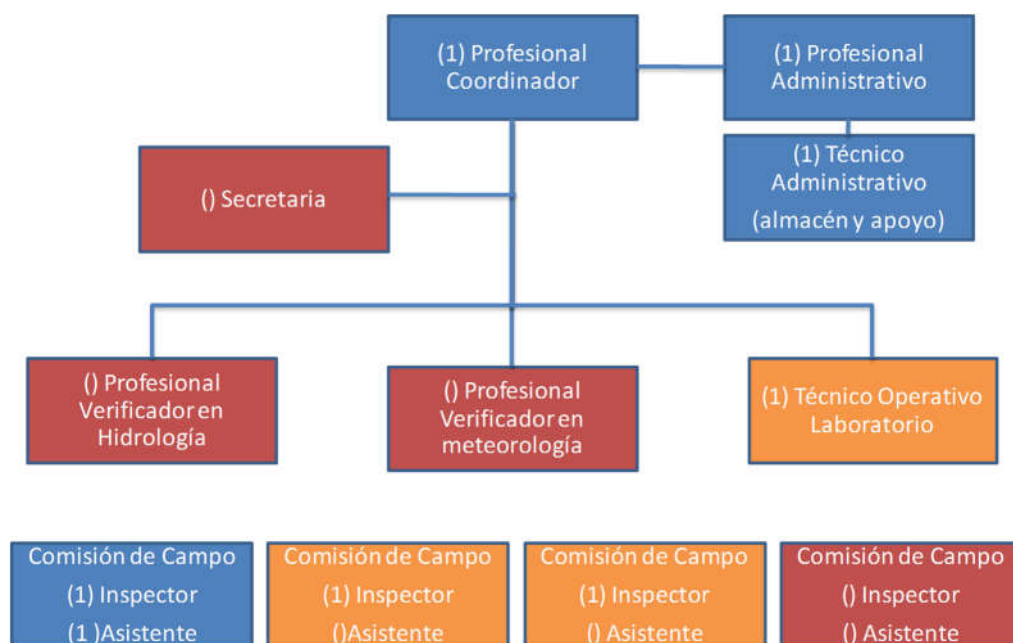 (1) Profesional
Coordinador
(1) Profesional
Administrativo
(1) Técnico
Administrativo
(almacén y apoyo)
() Secretaria
() Profesional
Verificador en
Hidrología
() Profesional
Verificador en
meteorología
(1) Técnico Operativo
Laboratorio
Comisión de Campo
(1) Inspector
(1 )Asistente
Comisión de Campo
(1) Inspector
()Asistente
Comisión de Campo
(1) Inspector
() Asistente
Comisión de Campo
() Inspector
() Asistente